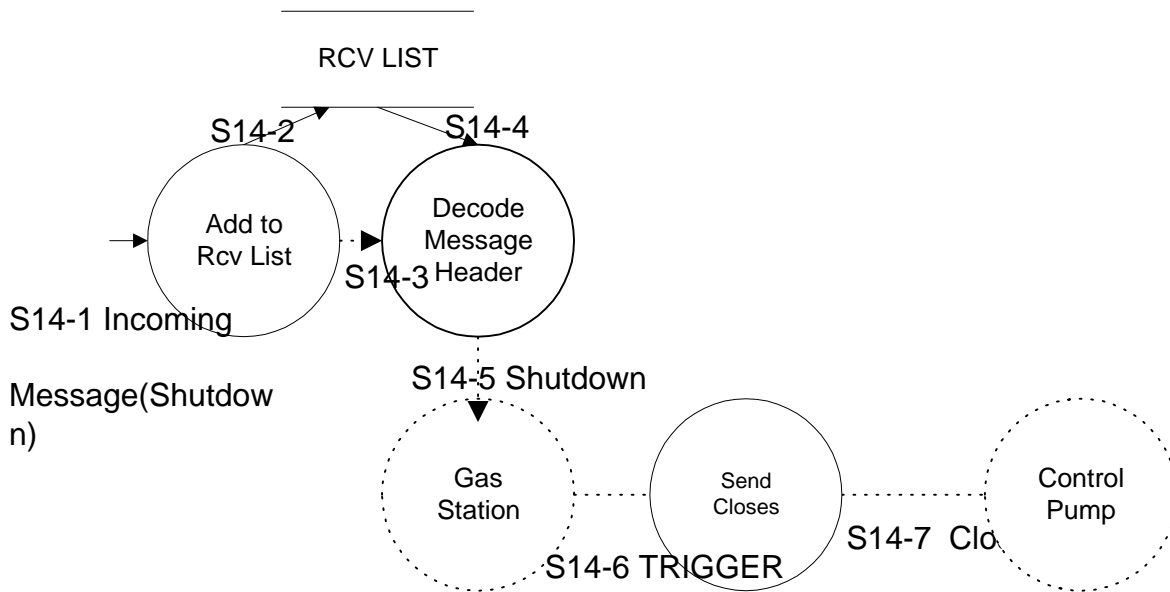 RCV LIST
S14-2
S14-4
Add to
Rcv List
Decode
Message
Header
S14-3
S14-1 Incoming
Message(Shutdow
n)
S14-5 Shutdown
Gas
Station
Send
Closes
Control
Pump
S14-6 TRIGGER
S14-7 Clo